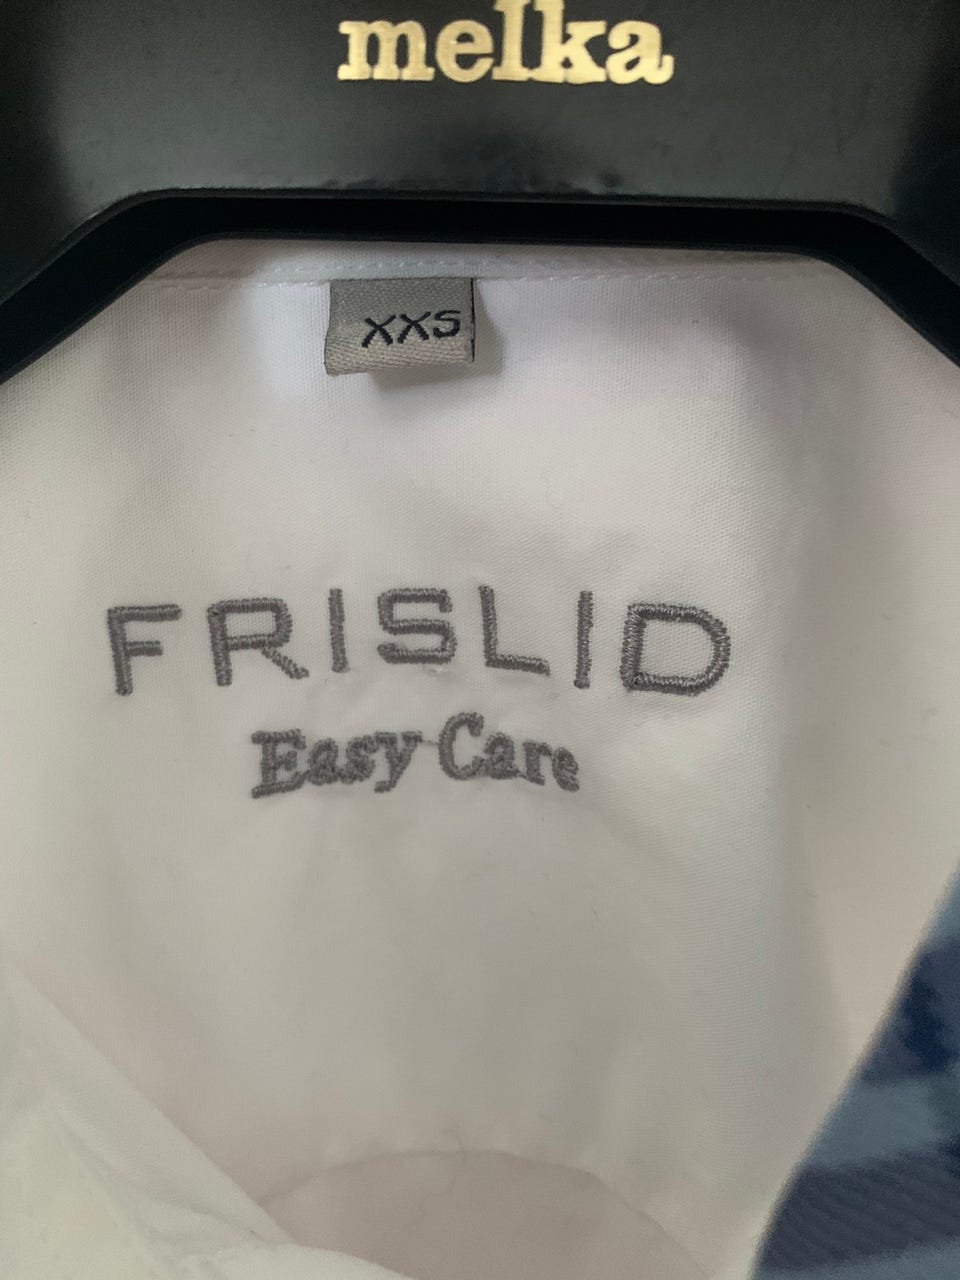 melka
XXS
FRISLID
Easy Care